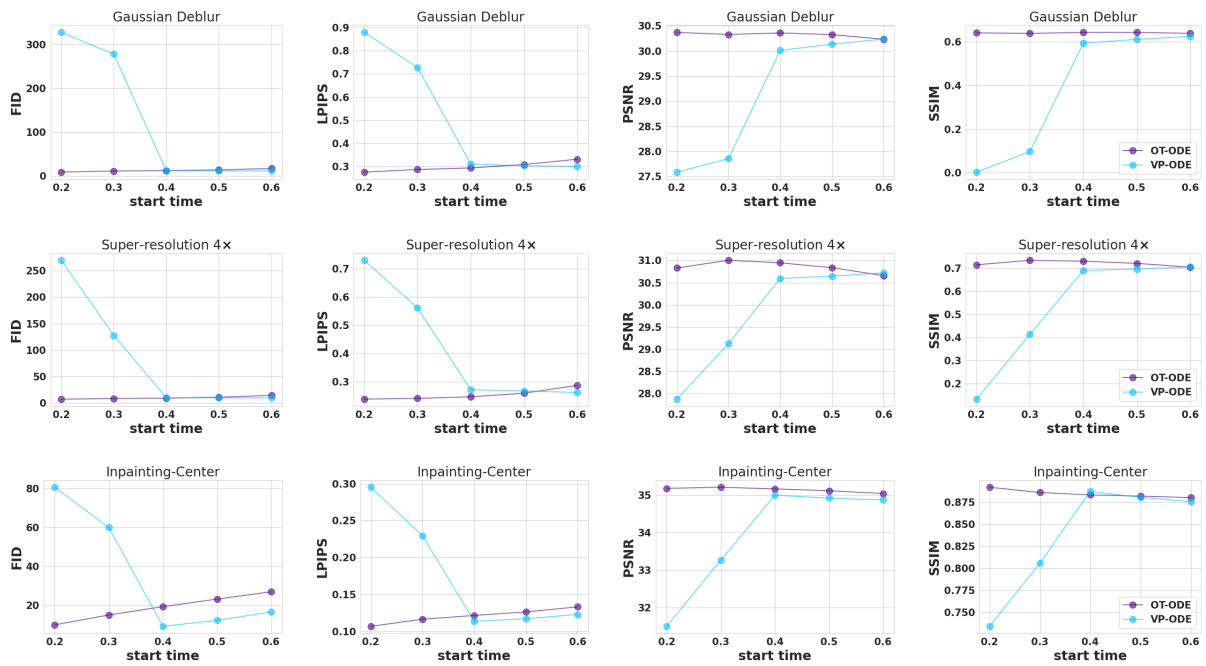 Gaussian Deblur
FID
300
200
100
0
0.2 0.3 0.4 0.5 0.6
start time
Gaussian Deblur
LPIPS
0.9
0.8
0.7
0.6
0.5
0.4
0.3
0.2 0.3 0.4 0.5 0.6
start time
Gaussian Deblur
PSNR
30.5
30.0
29.5
29.0
28.5
28.0
27.5
0.2 0.3 0.4 0.5 0.6
start time
Gaussian Deblur
SSIM
0.6
0.4
0.2
0.0
OT-ODE
VP-ODE
0.2 0.3 0.4 0.5 0.6
start time
Super-resolution 4×
FID
250
200
150
100
50
0
0.2 0.3 0.4 0.5 0.6
start time
Super-resolution 4×
LPIPS
0.7
0.6
0.5
0.4
0.3
0.2 0.3 0.4 0.5 0.6
start time
Super-resolution 4×
PSNR
31.0
30.5
30.0
29.5
29.0
28.5
28.0
0.2 0.3 0.4 0.5 0.6
start time
Super-resolution 4×
SSIM
0.7
0.6
0.5
0.4
0.3
0.2
OT-ODE
VP-ODE
0.2 0.3 0.4 0.5 0.6
start time
Inpainting-Center
FID
80
60
40
20
0.2 0.3 0.4 0.5 0.6
start time
Inpainting-Center
LPIPS
0.30
0.25
0.20
0.15
0.10
0.2 0.3 0.4 0.5 0.6
start time
Inpainting-Center
PSNR
35
34
33
32
0.2 0.3 0.4 0.5 0.6
start time
Inpainting-Center
SSIM
0.875
0.850
0.825
0.800
0.775
0.750
OT-ODE
VP-ODE
0.2 0.3 0.4 0.5 0.6
start time